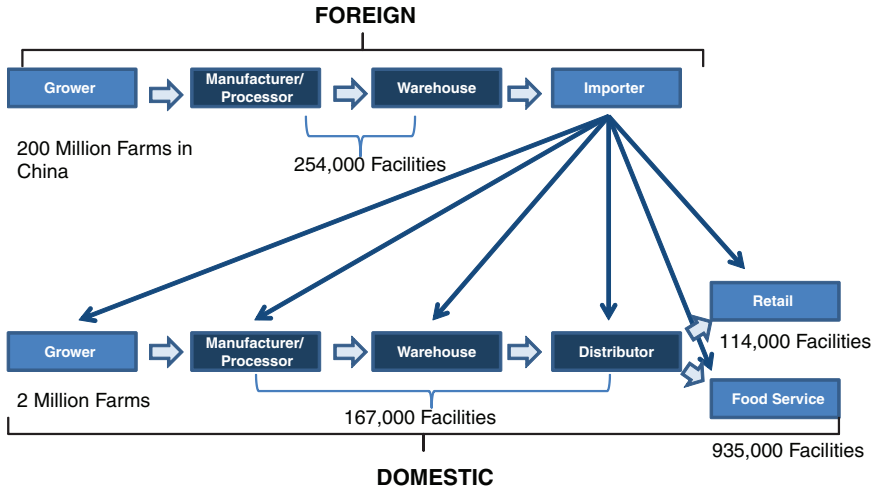 FOREIGN
Grower
Manufacturer/
Processor
Warehouse
Importer
200 Million Farms in
China
254,000 Facilities
Retail
114,000 Facilities
Grower
Manufacturer/
Processor
Warehouse
Distributor
2 Million Farms
167,000 Facilities
Food Service
935,000 Facilities
DOMESTIC